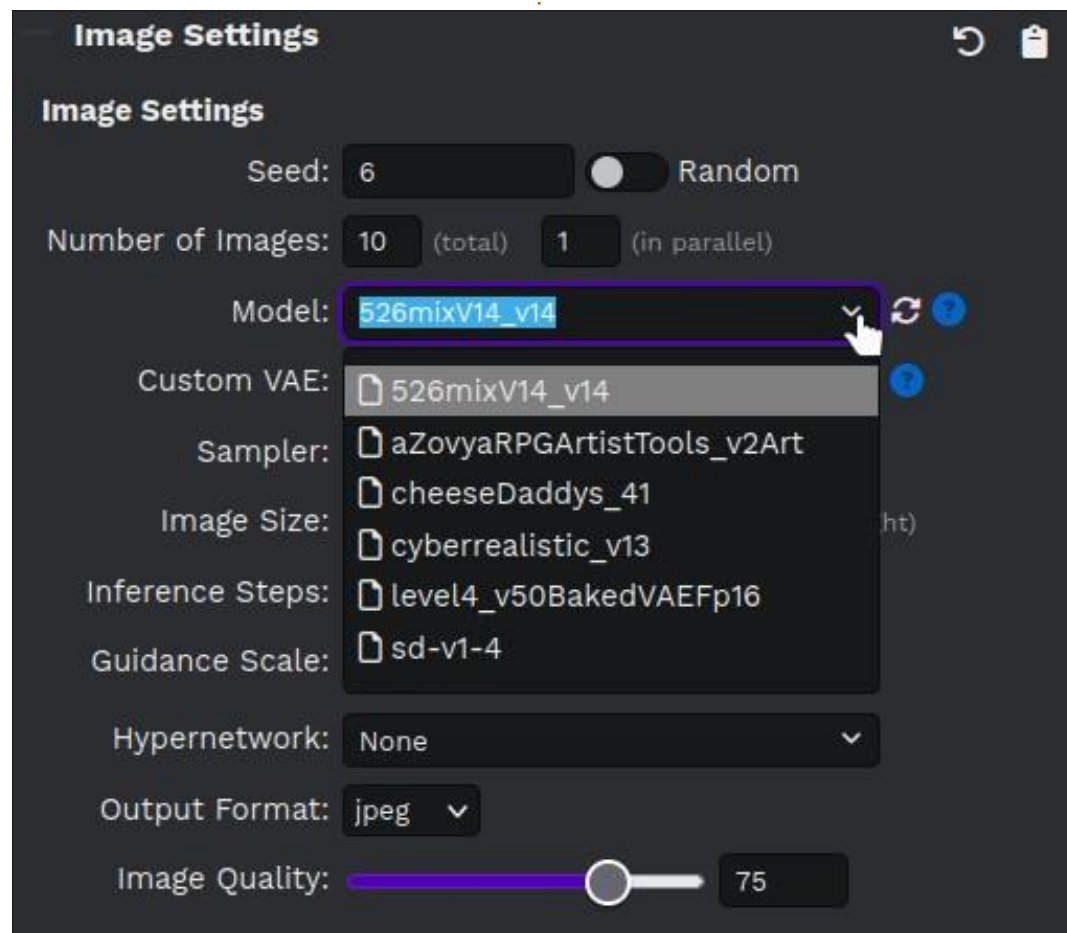 Image Settings
Image Settings
Seed: 6 Random
Number of Images: 10 (total) 1 (in parallel)
Model: 526mixV14_v14 ?
Custom VAE: ?
526mixV14_v14
aZovyaRPGArtistTools_v2Art
Sampler:
cheeseDaddys_41
Image Size: ht)
cyberrealistic_v13
Inference Steps:
level4_v50BakedVAEFp16
Guidance Scale:
sd-v1-4
Hypernetwork: None
Output Format: jpeg
Image Quality: 75